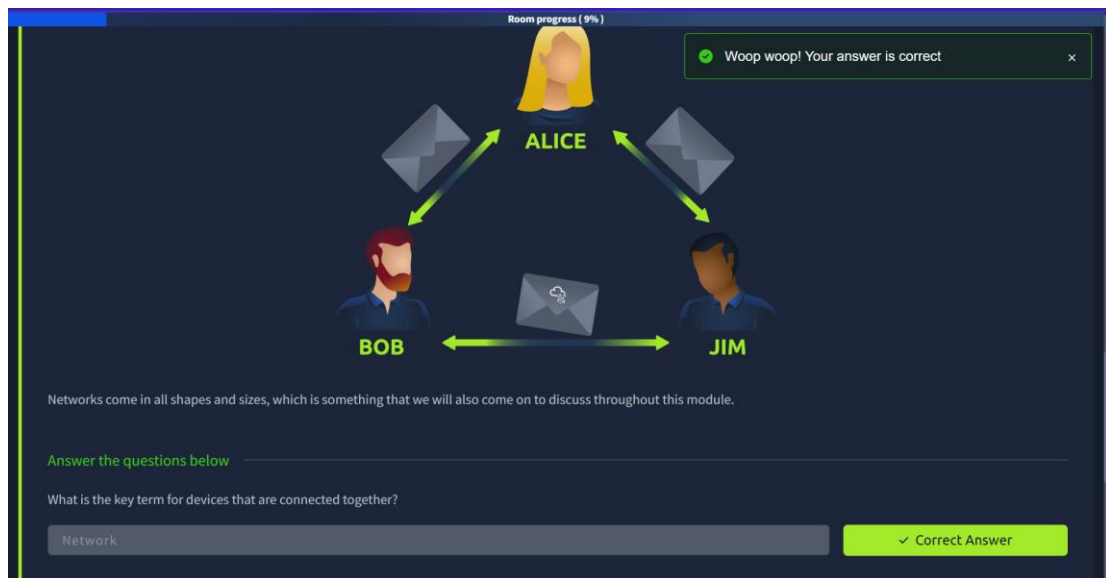 Room progress ( 9% )
Woop woop! Your answer is correct
ALICE
BOB
JIM
Networks come in all shapes and sizes, which is something that we will also come on to discuss throughout this module.
Answer the questions below
What is the key term for devices that are connected together?
Network
Correct Answer